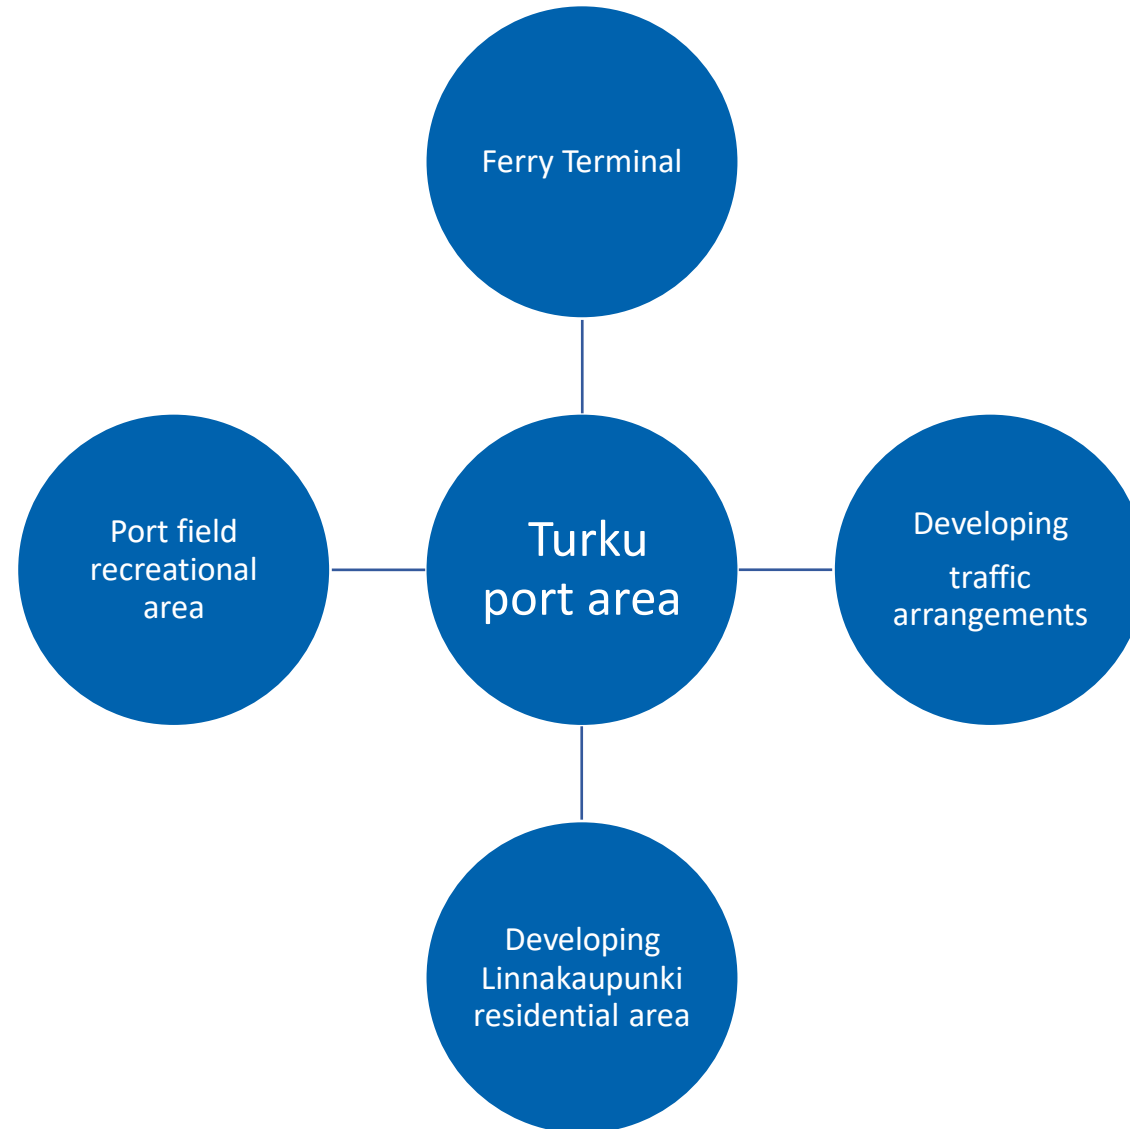 Ferry Terminal
Port field
recreational
area
Turku
port area
Developing
traffic
arrangements
Developing
Linnakaupunki
residential area